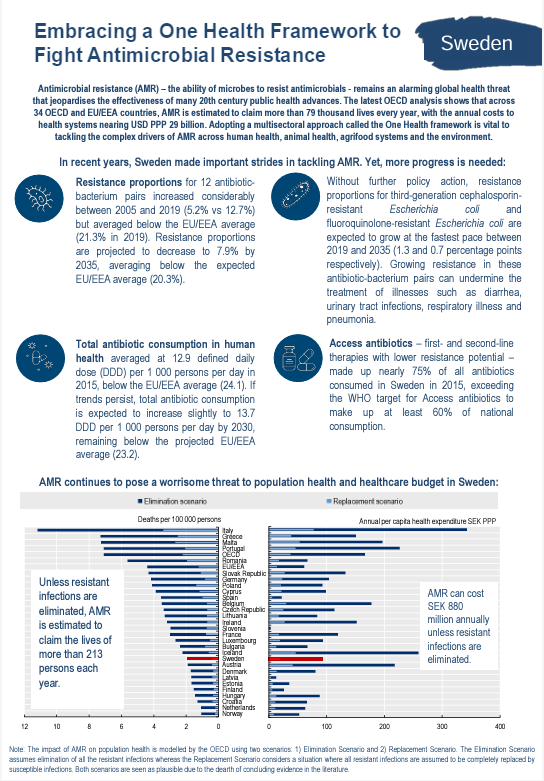 Embracing a One Health Framework to
Fight Antimicrobial Resistance
Sweden
Antimicrobial resistance (AMR) – the ability of microbes to resist antimicrobials - remains an alarming global health threat
that jeopardises the effectiveness of many 20th century public health advances. The latest OECD analysis shows that across
34 OECD and EU/EEA countries, AMR is estimated to claim more than 79 thousand lives every year, with the annual costs to
health systems nearing USD PPP 29 billion. Adopting a multisectoral approach called the One Health framework is vital to
tackling the complex drivers of AMR across human health, animal health, agrifood systems and the environment.
In recent years, Sweden made important strides in tackling AMR. Yet, more progress is needed:
Resistance proportions for 12 antibiotic-
bacterium pairs increased considerably
between 2005 and 2019 (5.2% vs 12.7%)
but averaged below the EU/EEA average
(21.3% in 2019). Resistance proportions
are projected to decrease to 7.9% by
2035, averaging below the expected
EU/EEA average (20.3%).
Without further policy action, resistance
proportions for third-generation cephalosporin-
resistant Escherichia coli and
fluoroquinolone-resistant Escherichia coli are
expected to grow at the fastest pace between
2019 and 2035 (1.3 and 0.7 percentage points
respectively). Growing resistance in these
antibiotic-bacterium pairs can undermine the
treatment of illnesses such as diarrhea,
urinary tract infections, respiratory illness and
pneumonia.
Total antibiotic consumption in human
health averaged at 12.9 defined daily
dose (DDD) per 1 000 persons per day in
2015, below the EU/EEA average (24.1). If
trends persist, total antibiotic consumption
is expected to increase slightly to 13.7
DDD per 1 000 persons per day by 2030,
remaining below the projected EU/EEA
average (23.2).
Access antibiotics – first- and second-line
therapies with lower resistance potential –
made up nearly 75% of all antibiotics
consumed in Sweden in 2015, exceeding
the WHO target for Access antibiotics to
make up at least 60% of national
consumption.
AMR continues to pose a worrisome threat to population health and healthcare budget in Sweden:
Elimination scenario
Replacement scenario
Deaths per 100 000 persons
Annual per capita health expenditure SEK PPP
Italy
Greece
Malta
Portugal
OECD
Romania
EU/EEA
Slovak Republic
Germany
Poland
Cyprus
Spain
Belgium
Czech Republic
Lithuania
Ireland
Slovenia
France
Luxembourg
Bulgaria
Iceland
Sweden
Austria
Denmark
Latvia
Estonia
Finland
Hungary
Croatia
Netherlands
Norway
Unless resistant
infections are
eliminated, AMR
is estimated to
claim the lives of
more than 213
persons each
year.
AMR can cost
SEK 880
million annually
unless resistant
infections are
eliminated.
12 10 8 6 4 2 0
0 100 200 300 400
Note: The impact of AMR on population health is modelled by the OECD using two scenarios: 1) Elimination Scenario and 2) Replacement Scenario. The Elimination Scenario
assumes elimination of all the resistant infections whereas the Replacement Scenario considers a situation where all resistant infections are assumed to be completely replaced by
susceptible infections. Both scenarios are seen as plausible due to the dearth of concluding evidence in the literature.